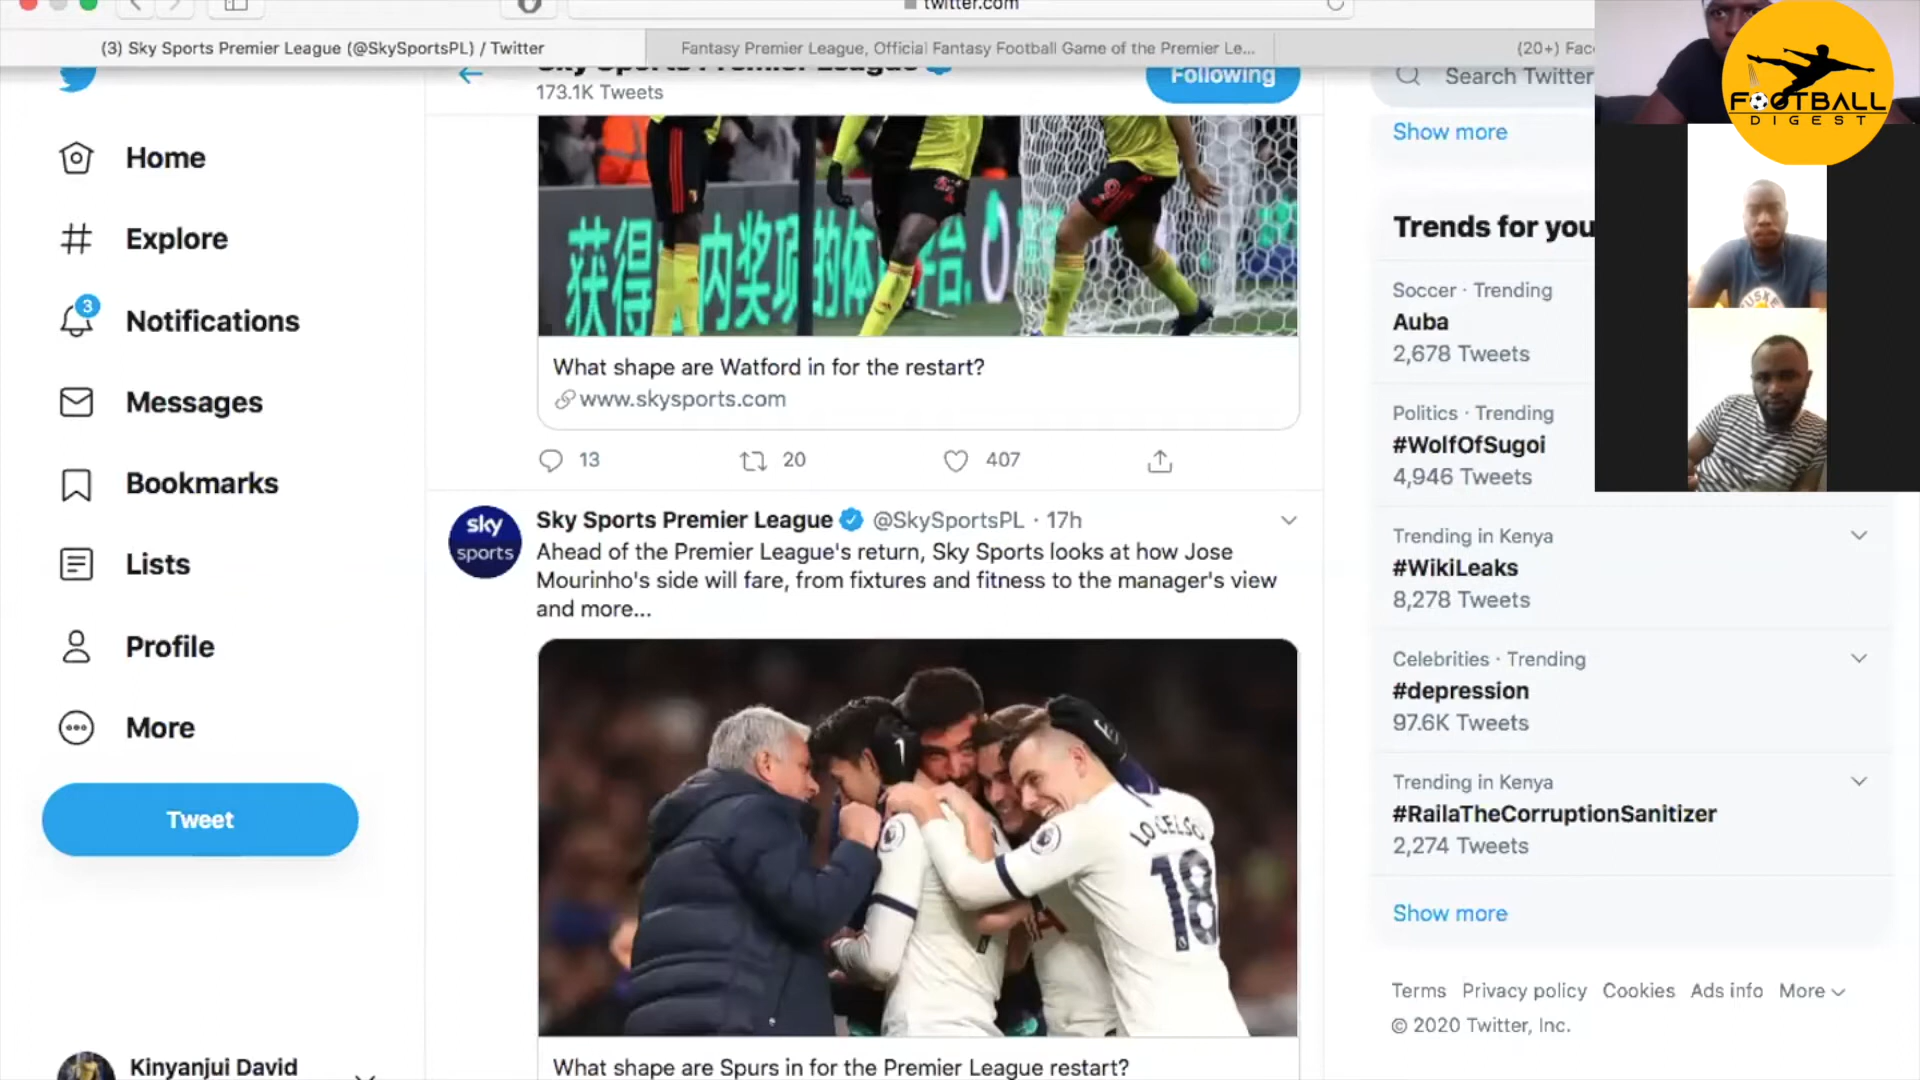 twitter.com
(3) Sky Sports Premier League (@SkySportsPL) / Twitter
Fantasy Premier League, Official Fantasy Football Game of the Premier Le...
(20+)
Sky Sports Premier League
173.1K Tweets
Following
Search Twitter
FOOTBALL
DIGEST
Show more
Home
Explore
3
Notifications
Messages
Bookmarks
Lists
Profile
More
Tweet
Kinyanjui David
获得 内奖项的体
What shape are Watford in for the restart?
www.skysports.com
13
20
407
sky
sports
Sky Sports Premier League @SkySportsPL · 17h
Ahead of the Premier League's return, Sky Sports looks at how Jose
Mourinho's side will fare, from fixtures and fitness to the manager's view
and more...
LO CELSO
18
What shape are Spurs in for the Premier League restart?
Trends for you
Soccer · Trending
Auba
2,678 Tweets
Politics · Trending
#WolfOfSugoi
4,946 Tweets
Trending in Kenya
#WikiLeaks
8,278 Tweets
Celebrities · Trending
#depression
97.6K Tweets
Trending in Kenya
#RailaTheCorruptionSanitizer
2,274 Tweets
Show more
Terms Privacy policy Cookies Ads info More
© 2020 Twitter, Inc.